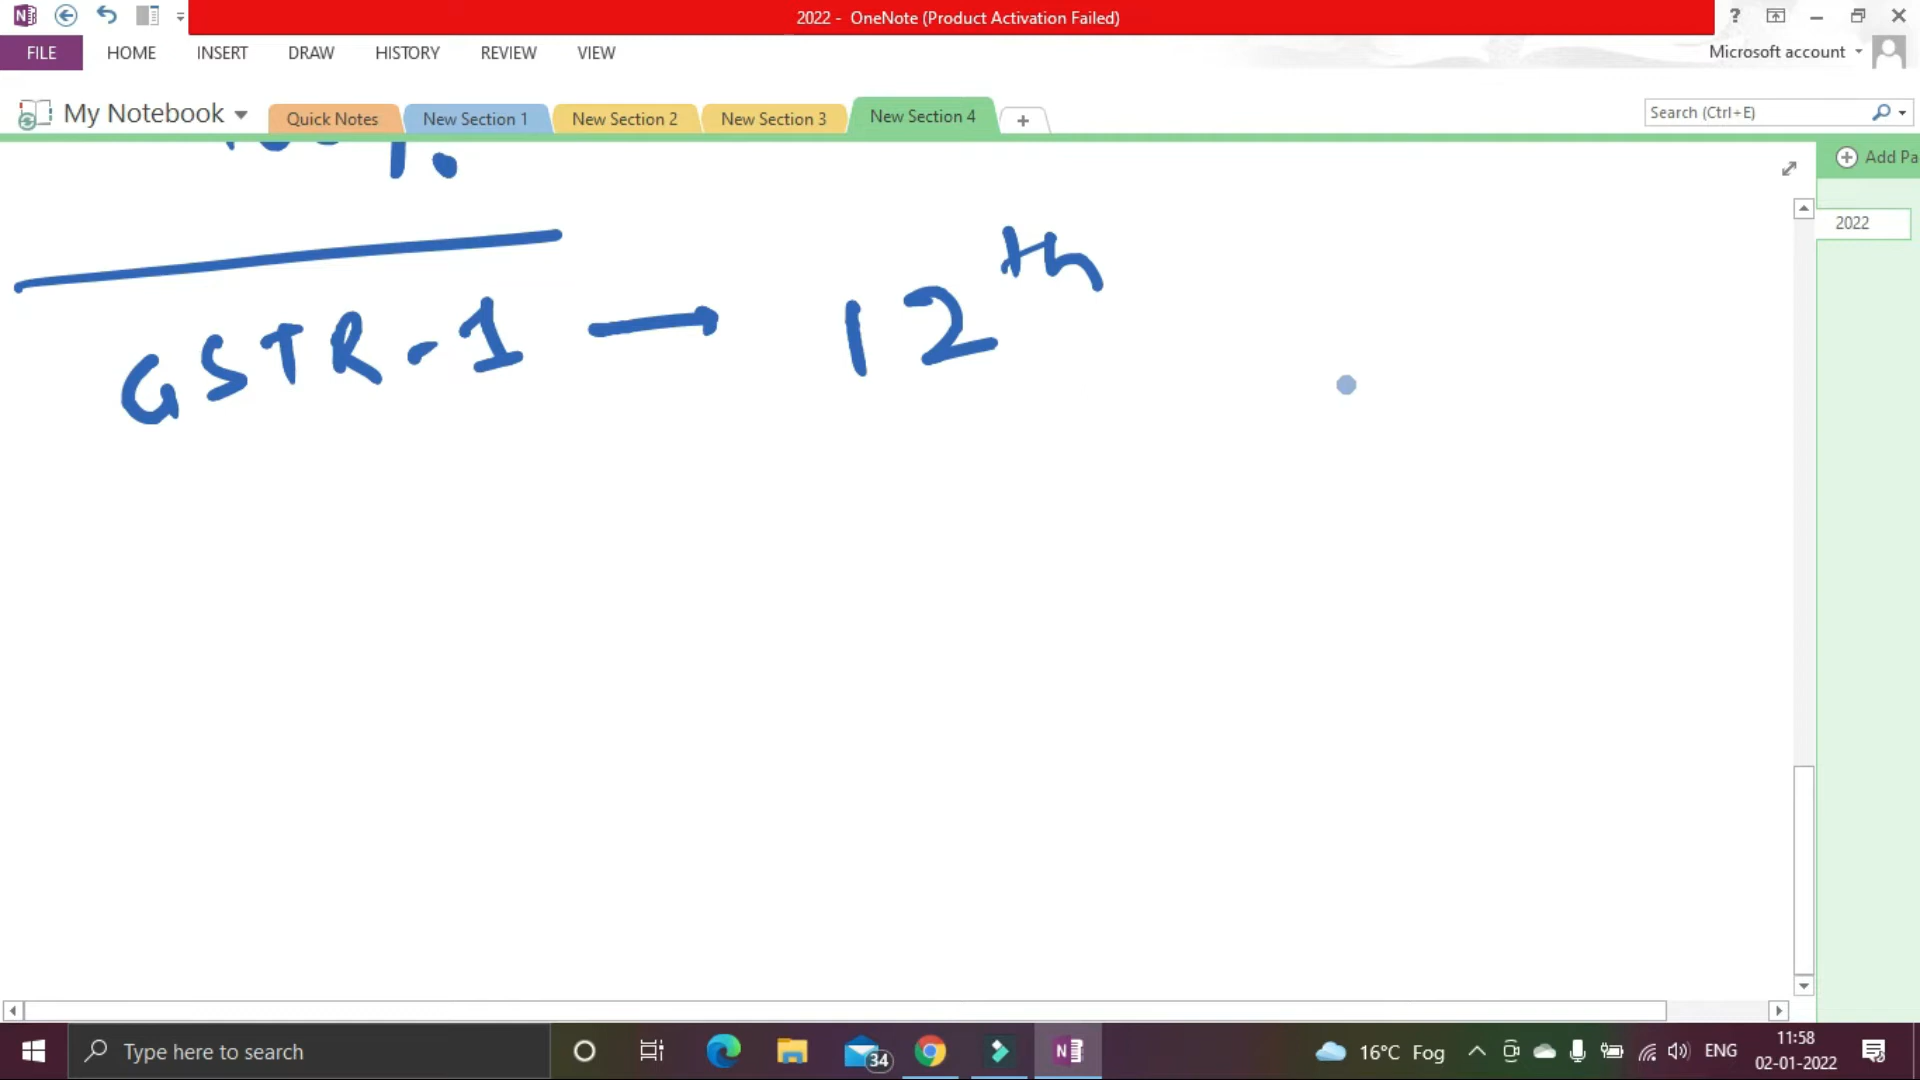 2022 - OneNote (Product Activation Failed)
?
FILE HOME INSERT DRAW HISTORY REVIEW VIEW
Microsoft account
My Notebook
Quick Notes New Section 1 New Section 2 New Section 3 New Section 4 +
Search (Ctrl+E)
Add Pa
2022
GSTR-1 → 12th
Type here to search
34
N
16°C Fog
ENG
11:58
02-01-2022